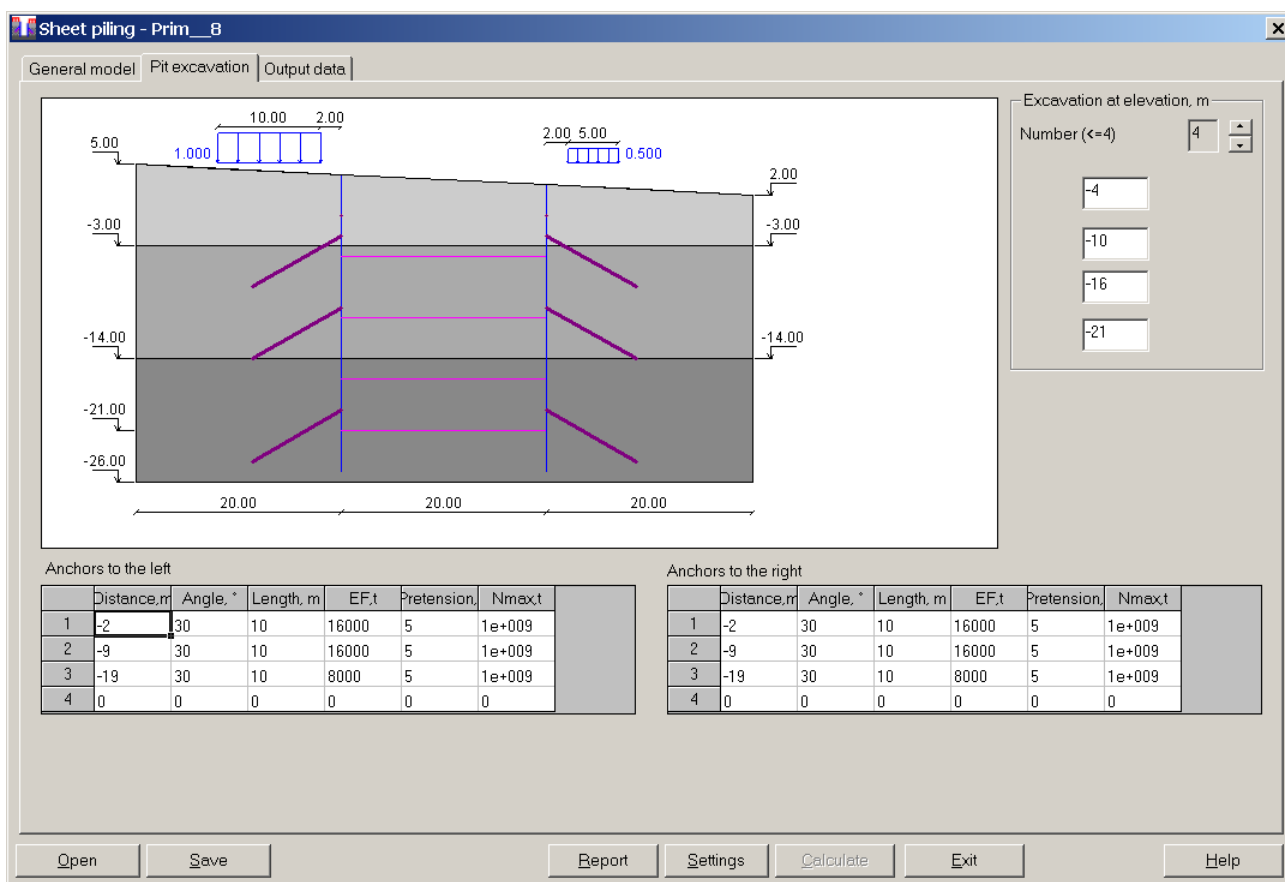 Sheet piling - Prim__8
General model Pit excavation Output data
Excavation at elevation, m
Number (<=4) 4
-4
-10
-16
-21
10.00 2.00
5.00
1.000
2.00 5.00
0.500
2.00
-3.00
-3.00
-14.00
-14.00
-21.00
-26.00
20.00 20.00 20.00
Anchors to the left
Distance,m Angle, ° Length, m EF,t Pretension, Nmax,t
1 -2 30 10 16000 5 1e+009
2 -9 30 10 16000 5 1e+009
3 -19 30 10 8000 5 1e+009
4 0 0 0 0 0 0
Anchors to the right
Distance,m Angle, ° Length, m EF,t Pretension, Nmax,t
1 -2 30 10 16000 5 1e+009
2 -9 30 10 16000 5 1e+009
3 -19 30 10 8000 5 1e+009
4 0 0 0 0 0 0
Open Save Report Settings Calculate Exit Help